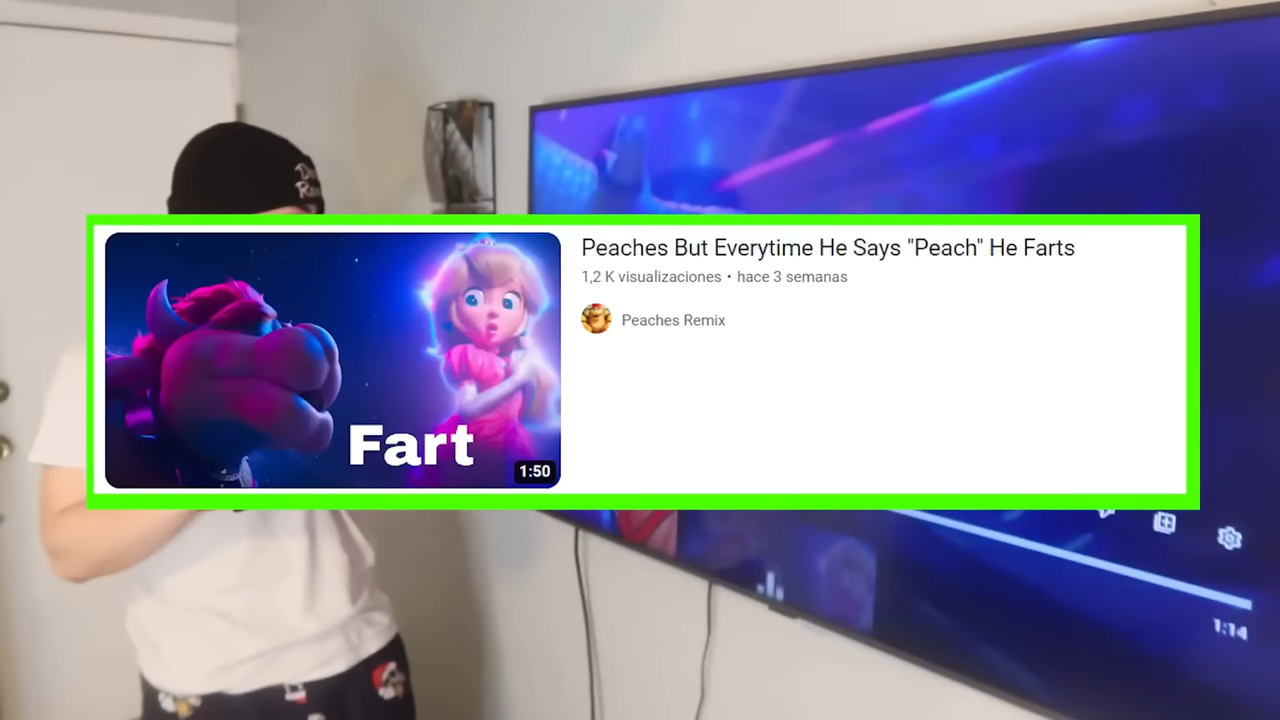 Peaches But Everytime He Says "Peach" He Farts
1,2 K visualizaciones • hace 3 semanas
Peaches Remix
Fart
1:50
1:14